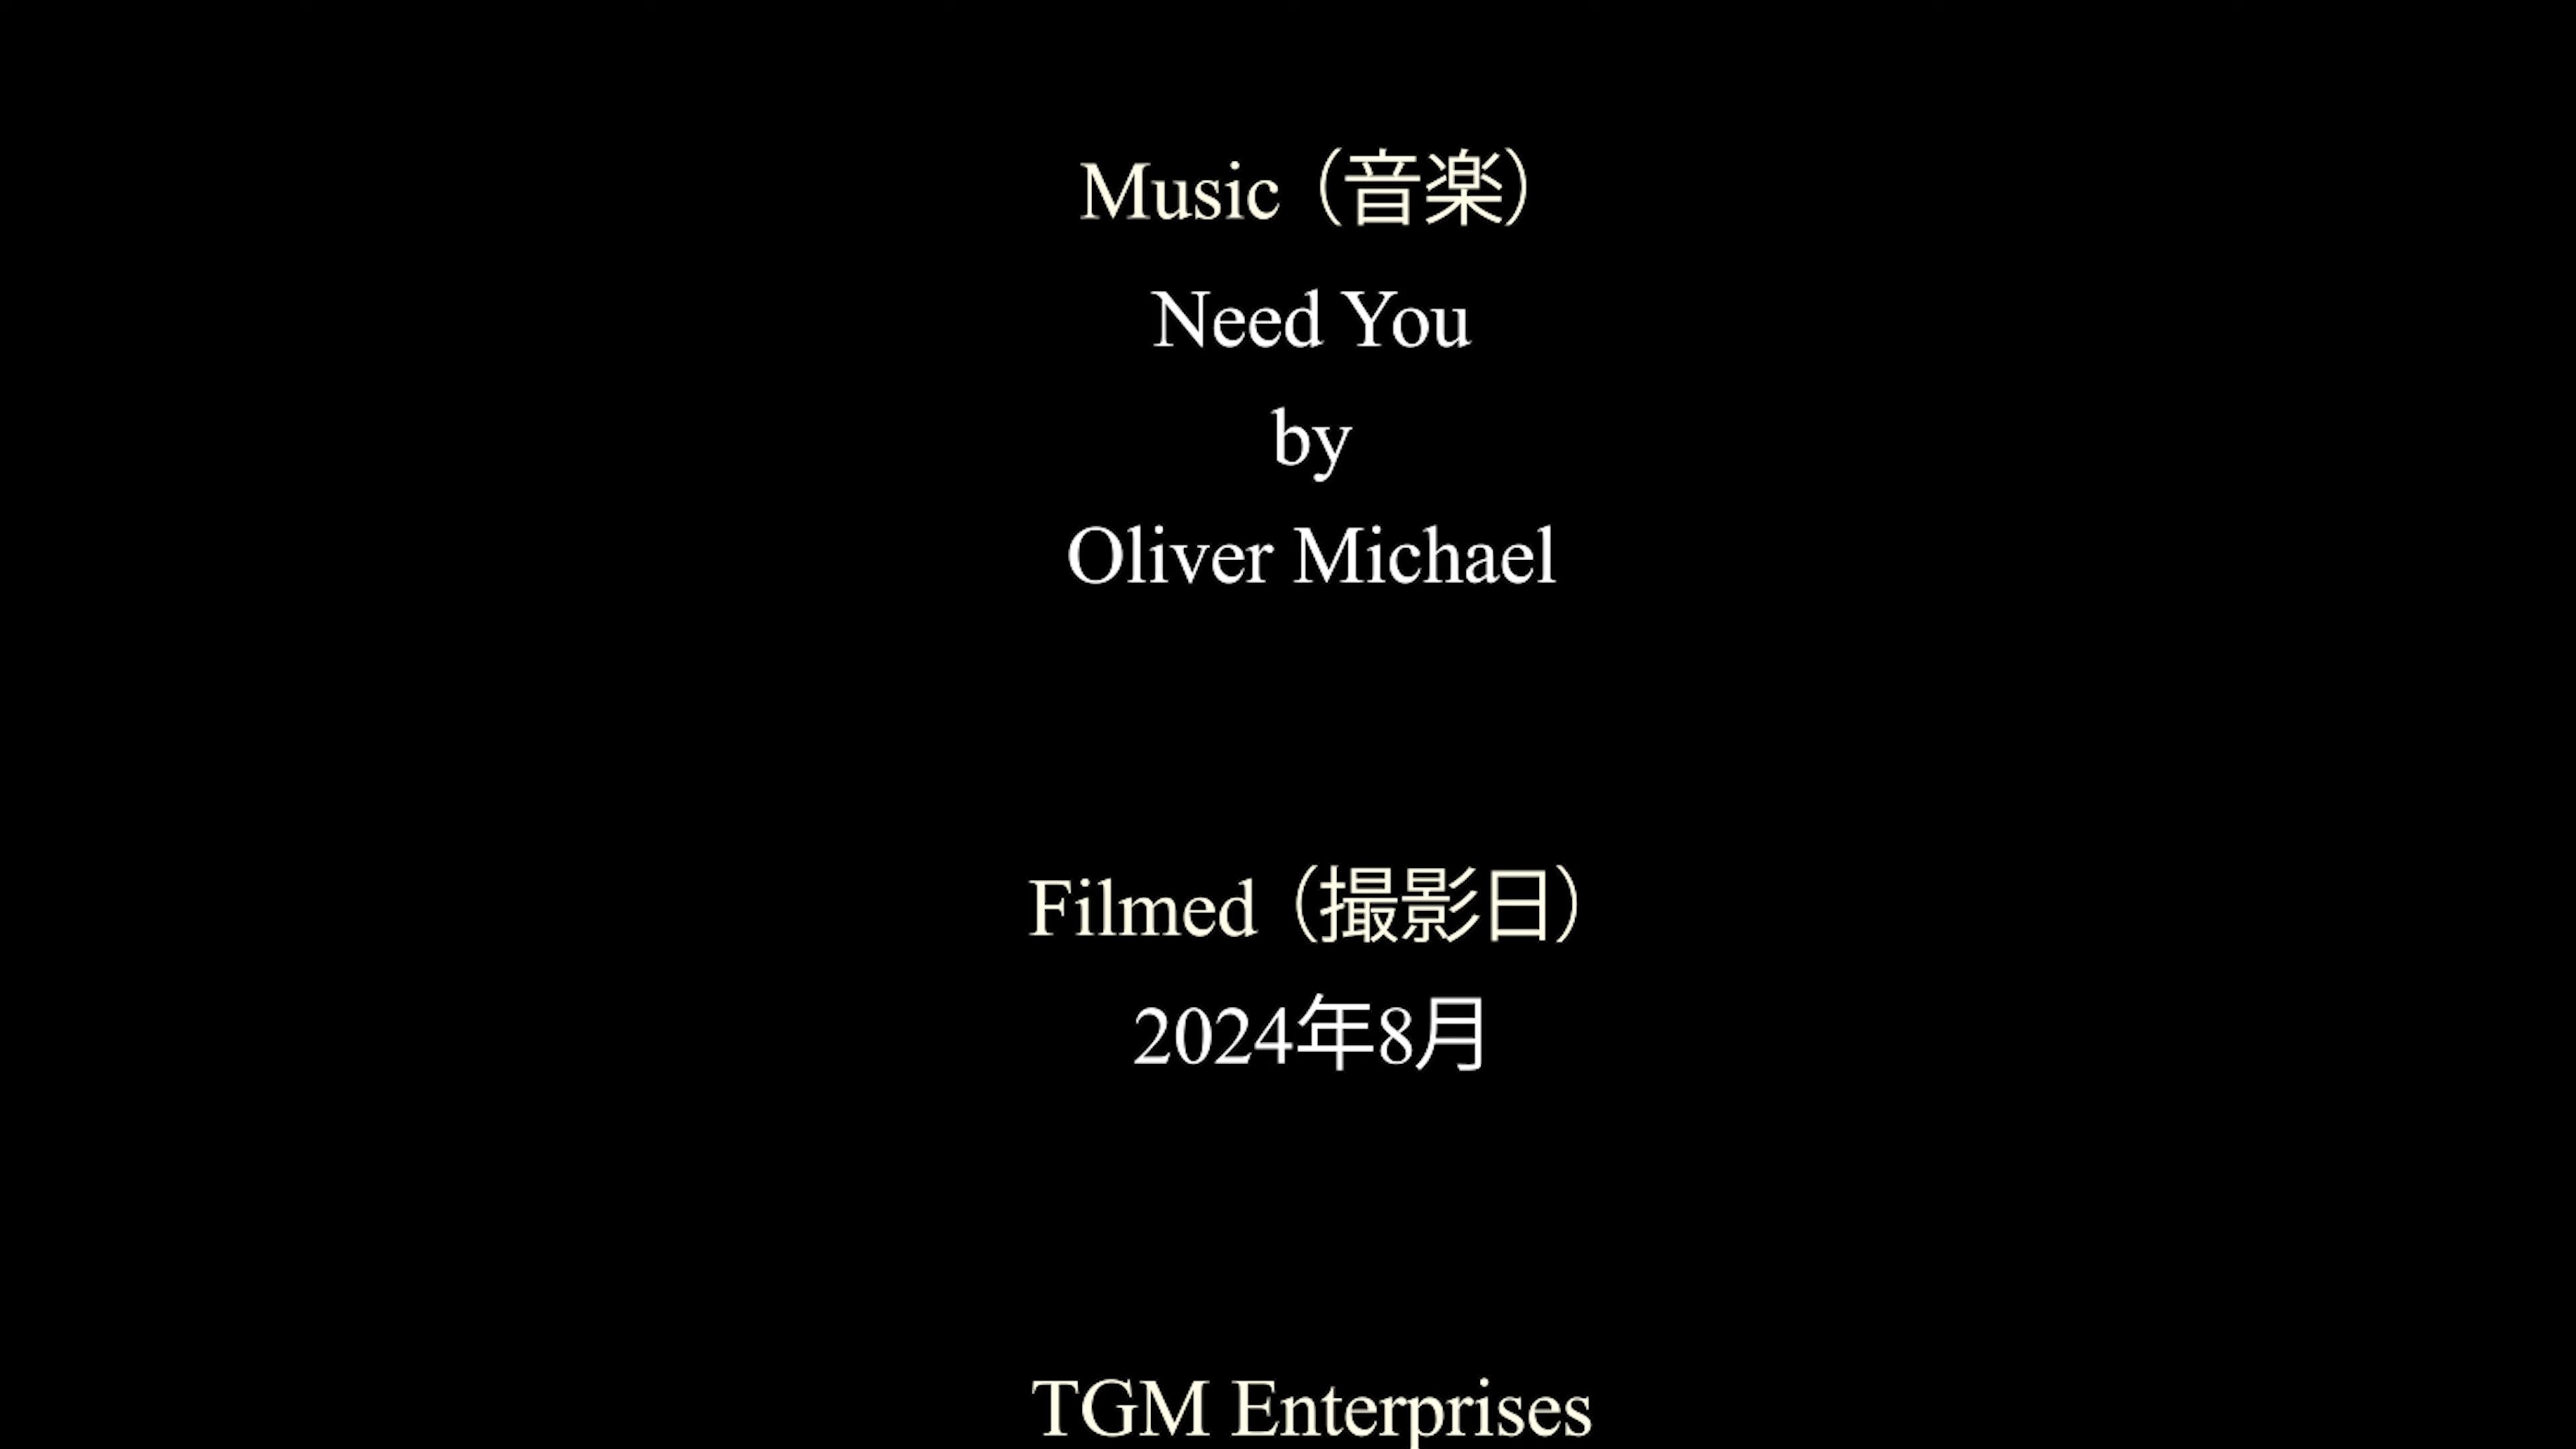 Music（音楽）
Need You
by
Oliver Michael
Filmed（撮影日）
2024年8月
TGM Enterprises